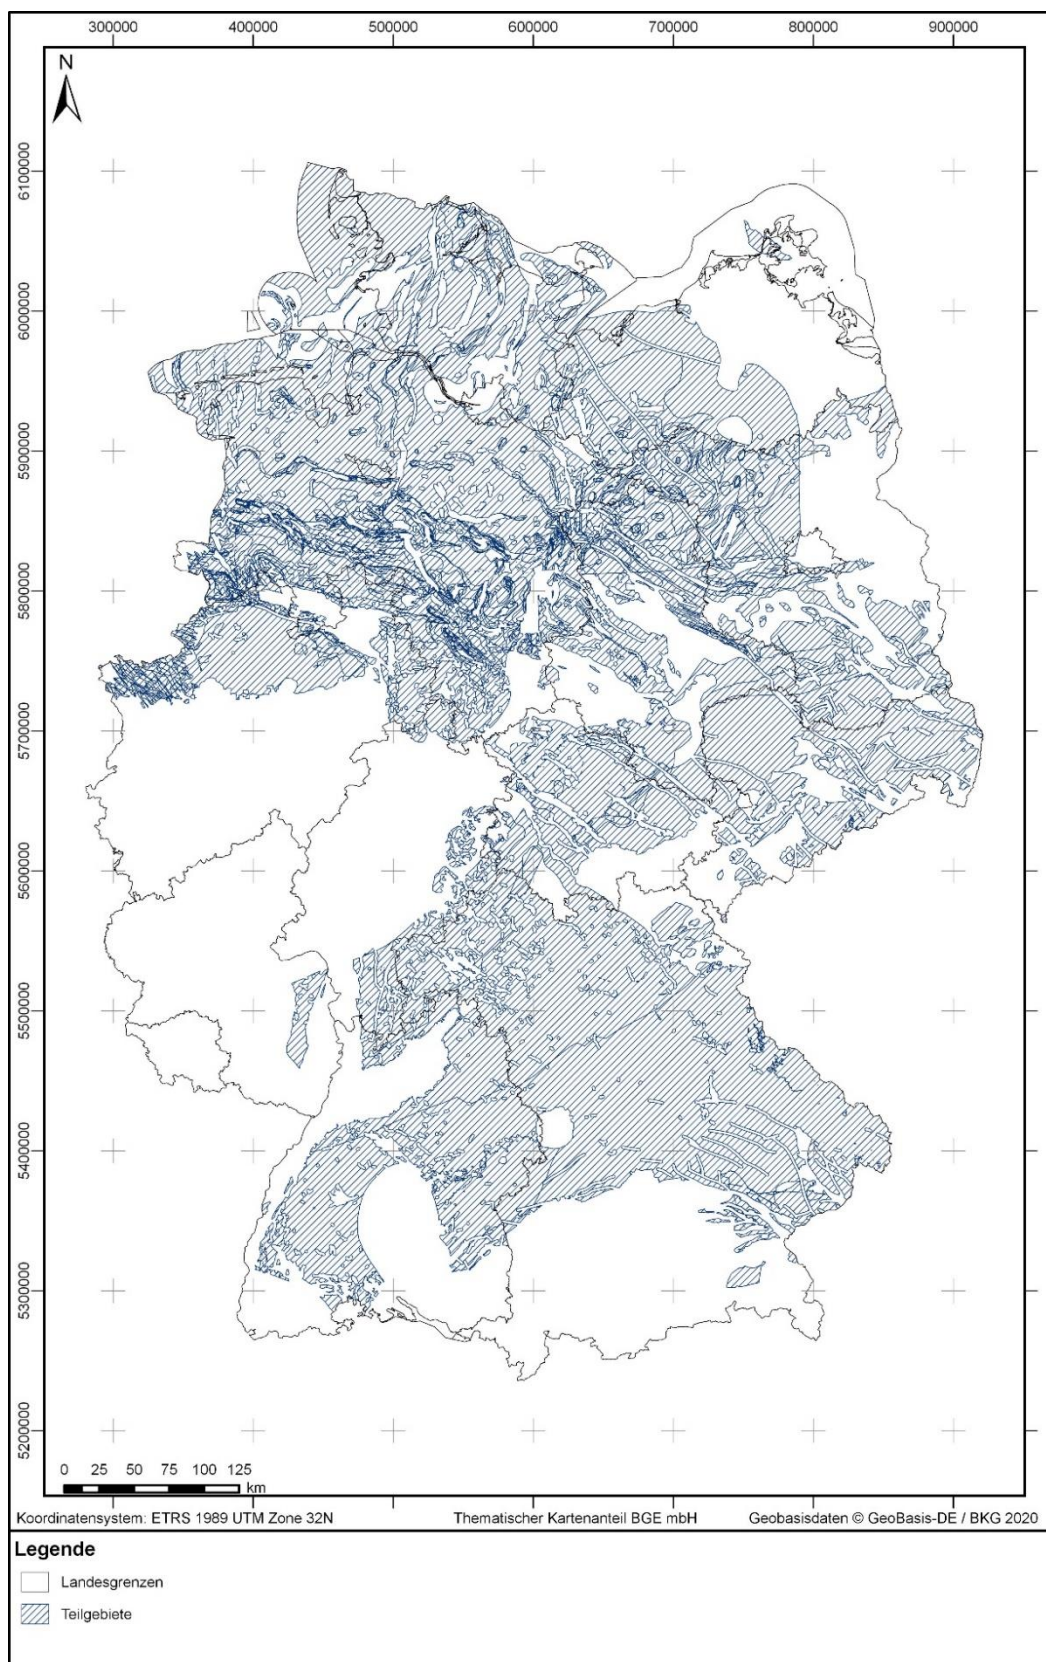 300000 400000 500000 600000 700000 800000 900000
N
6100000
6000000
5900000
5800000
5700000
5600000
5500000
5400000
5300000
5200000
0 25 50 75 100 125
km
Koordinatensystem: ETRS 1989 UTM Zone 32N Thematischer Kartenanteil BGE mbH Geobasisdaten © GeoBasis-DE / BKG 2020
Legende
Landesgrenzen
Teilgebiete